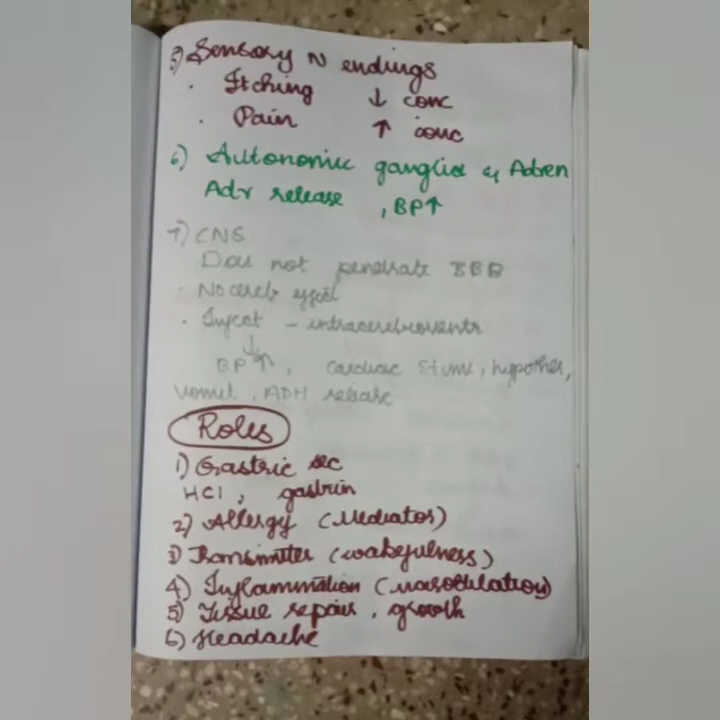 5) Sensory N endings
· Itching ↓ conc
· Pain ↑ conc
6) Autonomic ganglia & Adren
Adr release , BP↑
7) CNS
· Does not penetrate BBB
· No cereb effect
· Inject – intracerebroventr
↓
BP↑, cardiac stiml, hypother,
vomit, ADH release
Roles
1) Gastric sec
HCl, gastrin
2) Allergy (Mediator)
3) Transmitter (wakefulness)
4) Inflammation (vasodilation)
5) Tissue repair, growth
6) Headache